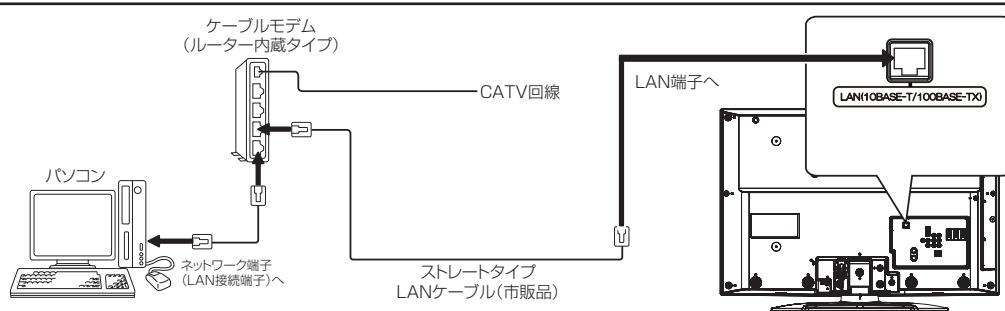 ケーブルモデム
（ルーター内蔵タイプ）
CATV回線
LAN端子へ
LAN(10BASE-T/100BASE-TX)
パソコン
ネットワーク端子
（LAN接続端子）へ
ストレートタイプ
LANケーブル（市販品）